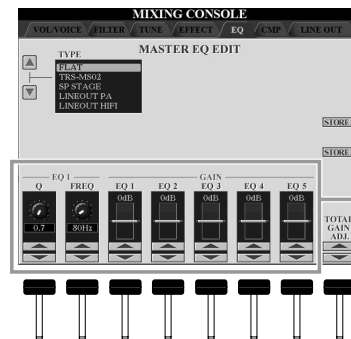 MIXING CONSOLE
VOL/VOICE FILTER TUNE EFFECT EQ CMP LINE OUT
MASTER EQ EDIT
TYPE
FLAT
TRS-MS02
SP STAGE
LINEOUT PA
LINEOUT HIFI
STORE
STORE
EQ 1 GAIN
Q FREQ EQ 1 EQ 2 EQ 3 EQ 4 EQ 5
0dB 0dB 0dB 0dB 0dB
0.7 80Hz
TOTAL
GAIN
ADJ.